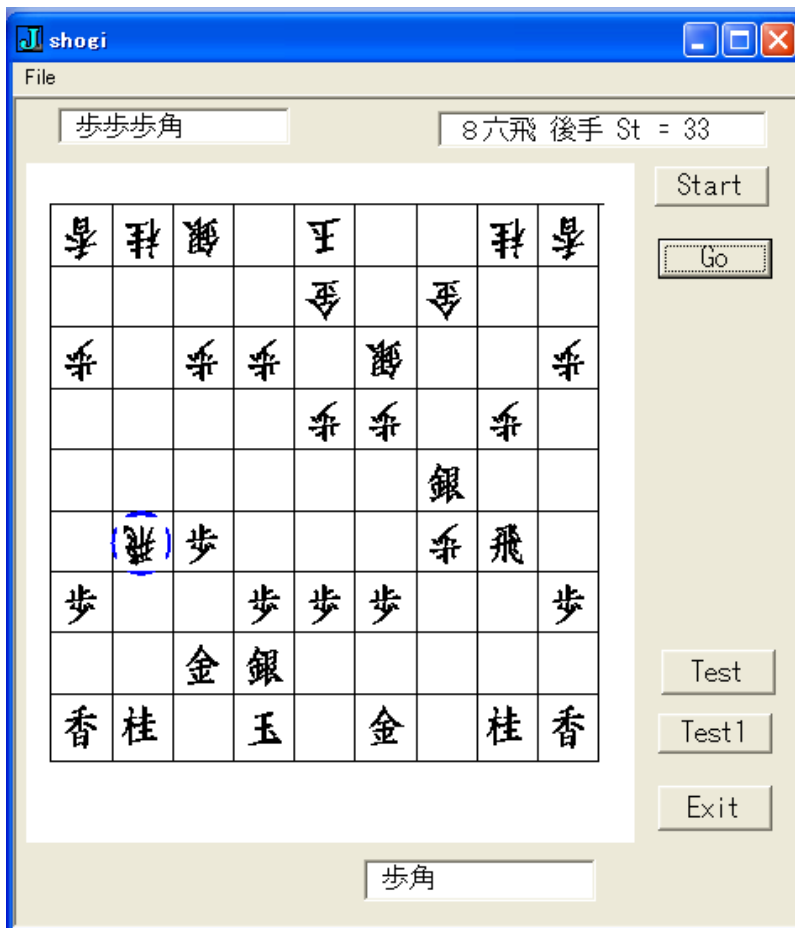 shogi
File
歩歩歩角
8六飛 後手 St = 33
Start
Go
香桂銀王桂香
金金
歩歩歩銀歩
歩歩歩
銀
飛歩歩飛
歩歩歩歩歩
金銀
香桂玉金桂香
Test
Test1
Exit
歩角